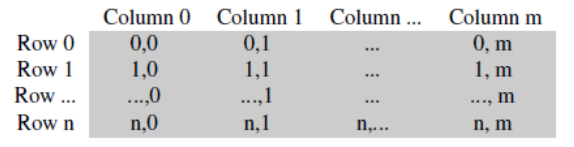 Column 0 Column 1 Column ... Column m
Row 0 0,0 0,1 ... 0, m
Row 1 1,0 1,1 ... 1, m
Row ... ...,0 ...,1 ... ..., m
Row n n,0 n,1 n,... n, m